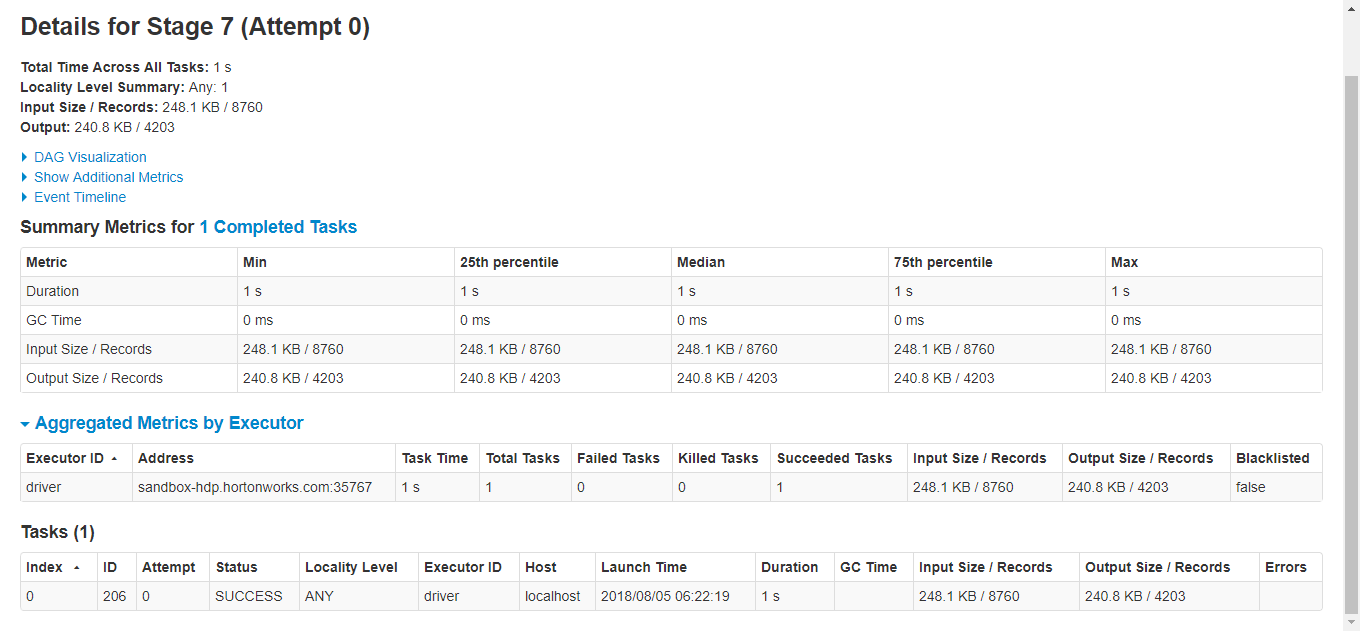 Details for Stage 7 (Attempt 0)
Total Time Across All Tasks: 1 s
Locality Level Summary: Any: 1
Input Size / Records: 248.1 KB / 8760
Output: 240.8 KB / 4203
DAG Visualization
Show Additional Metrics
Event Timeline
Summary Metrics for 1 Completed Tasks
Metric Min 25th percentile Median 75th percentile Max
Duration 1 s 1 s 1 s 1 s 1 s
GC Time 0 ms 0 ms 0 ms 0 ms 0 ms
Input Size / Records 248.1 KB / 8760 248.1 KB / 8760 248.1 KB / 8760 248.1 KB / 8760 248.1 KB / 8760
Output Size / Records 240.8 KB / 4203 240.8 KB / 4203 240.8 KB / 4203 240.8 KB / 4203 240.8 KB / 4203
Aggregated Metrics by Executor
Executor ID Address Task Time Total Tasks Failed Tasks Killed Tasks Succeeded Tasks Input Size / Records Output Size / Records Blacklisted
driver sandbox-hdp.hortonworks.com:35767 1 s 1 0 0 1 248.1 KB / 8760 240.8 KB / 4203 false
Tasks (1)
Index ID Attempt Status Locality Level Executor ID Host Launch Time Duration GC Time Input Size / Records Output Size / Records Errors
0 206 0 SUCCESS ANY driver localhost 2018/08/05 06:22:19 1 s 248.1 KB / 8760 240.8 KB / 4203